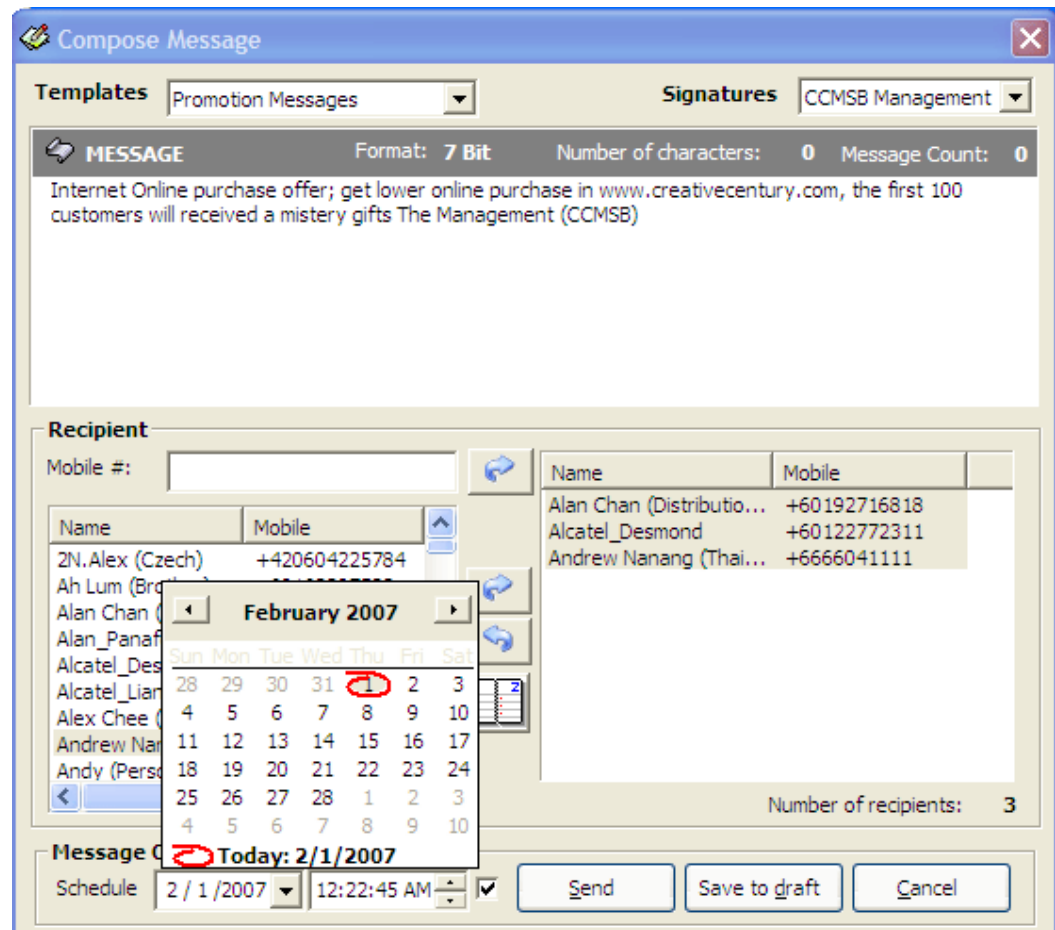 Compose Message
Templates Promotion Messages Signatures CCMSB Management
MESSAGE Format: 7 Bit Number of characters: 0 Message Count: 0
Internet Online purchase offer; get lower online purchase in www.creativecentury.com, the first 100
customers will received a mistery gifts The Management (CCMSB)
Recipient
Mobile #:
Name Mobile
2N.Alex (Czech) +420604225784
Ah Lum (Bro
Alan Chan (
Alan_Panaf
Alcatel_Des
Alcatel_Lian
Alex Chee (
Andrew Nan
Andy (Perso
Name Mobile
Alan Chan (Distributio... +60192716818
Alcatel_Desmond +60122772311
Andrew Nanang (Thai... +6666041111
February 2007
Sun Mon Tue Wed Thu Fri Sat
28 29 30 31 1 2 3
4 5 6 7 8 9 10
11 12 13 14 15 16 17
18 19 20 21 22 23 24
25 26 27 28 1 2 3
4 5 6 7 8 9 10
Today: 2/1/2007
2
Number of recipients: 3
Message
Schedule 2 / 1 /2007 12:22:45 AM Send Save to draft Cancel